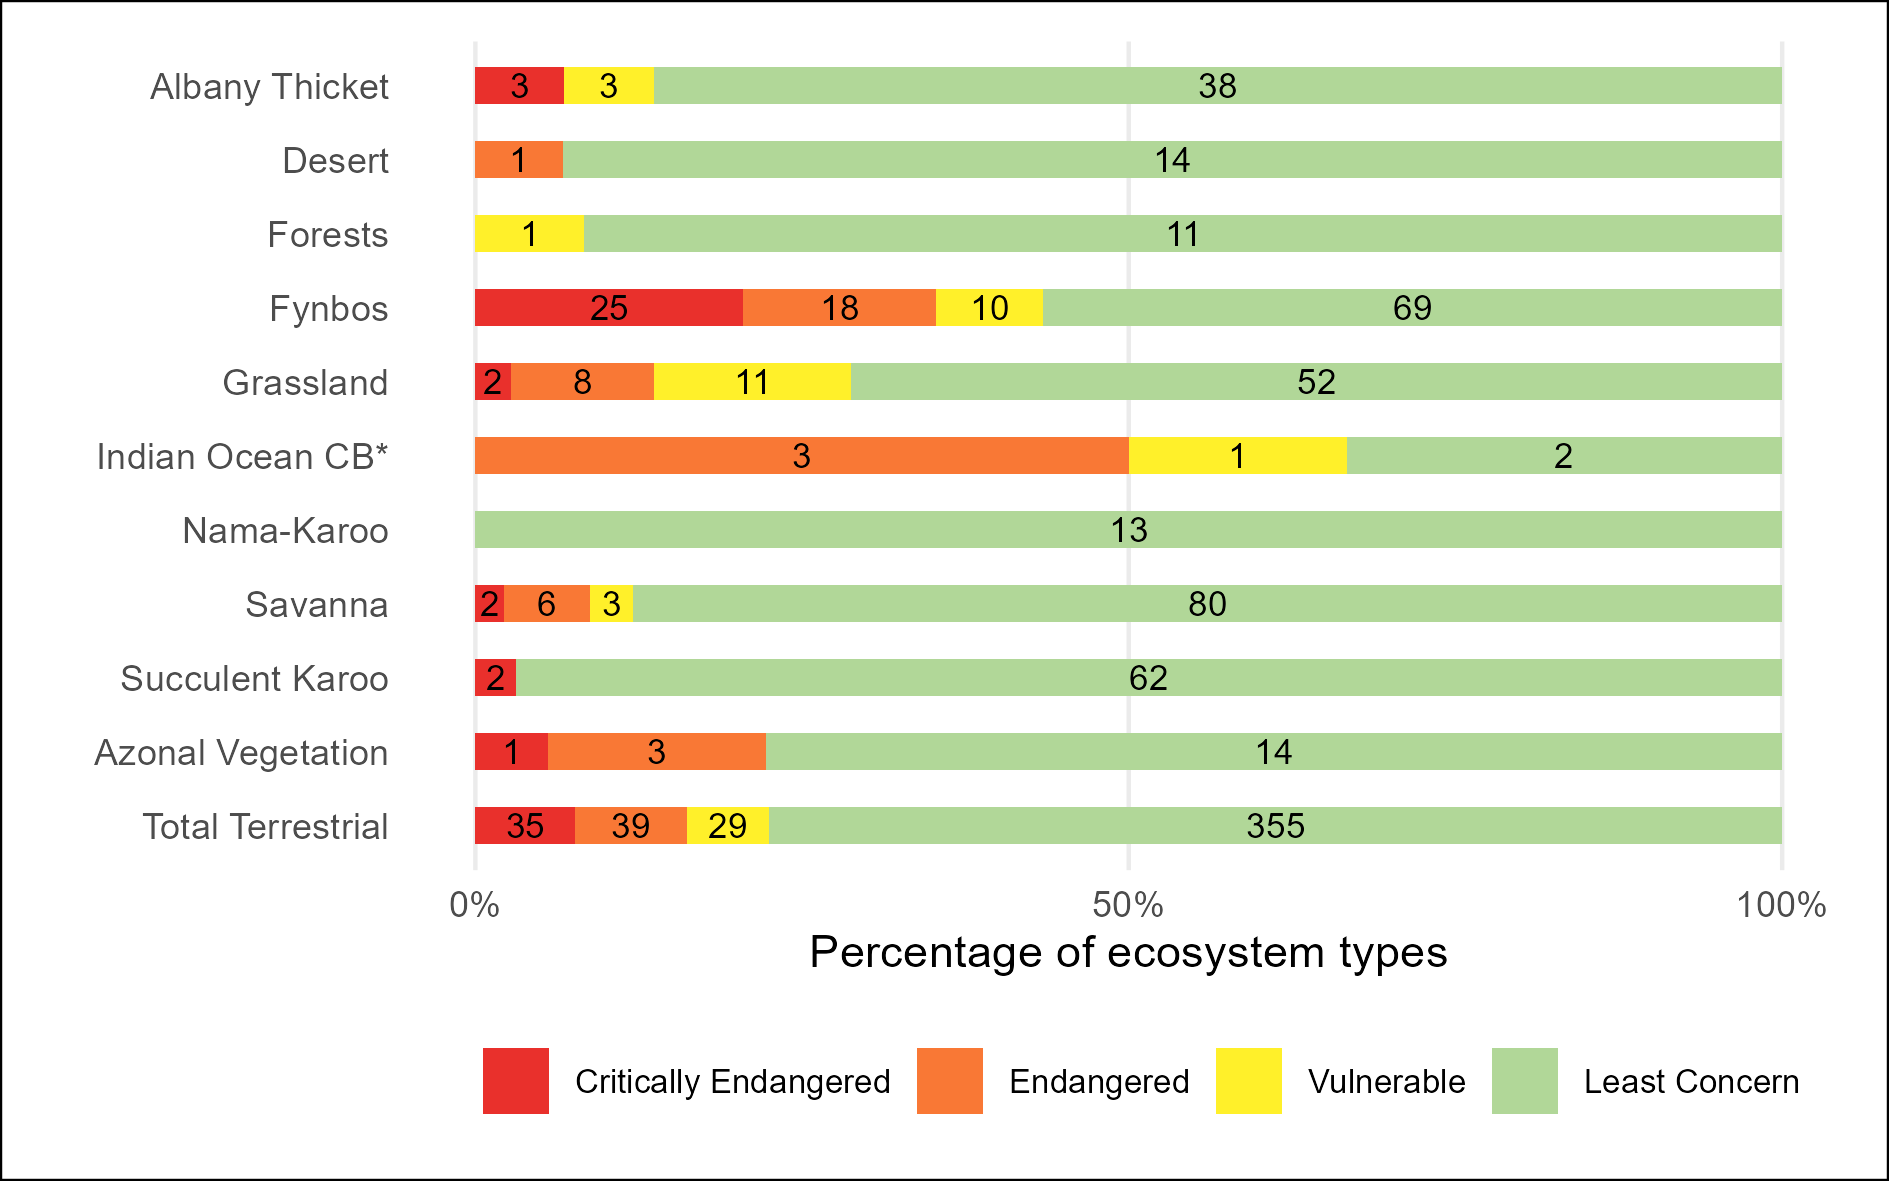 Albany Thicket 3 3 38
Desert 1 14
Forests 1 11
Fynbos 25 18 10 69
Grassland 2 8 11 52
Indian Ocean CB* 3 1 2
Nama-Karoo 13
Savanna 2 6 3 80
Succulent Karoo 2 62
Azonal Vegetation 1 3 14
Total Terrestrial 35 39 29 355
0% 50% 100%
Percentage of ecosystem types
Critically Endangered Endangered Vulnerable Least Concern